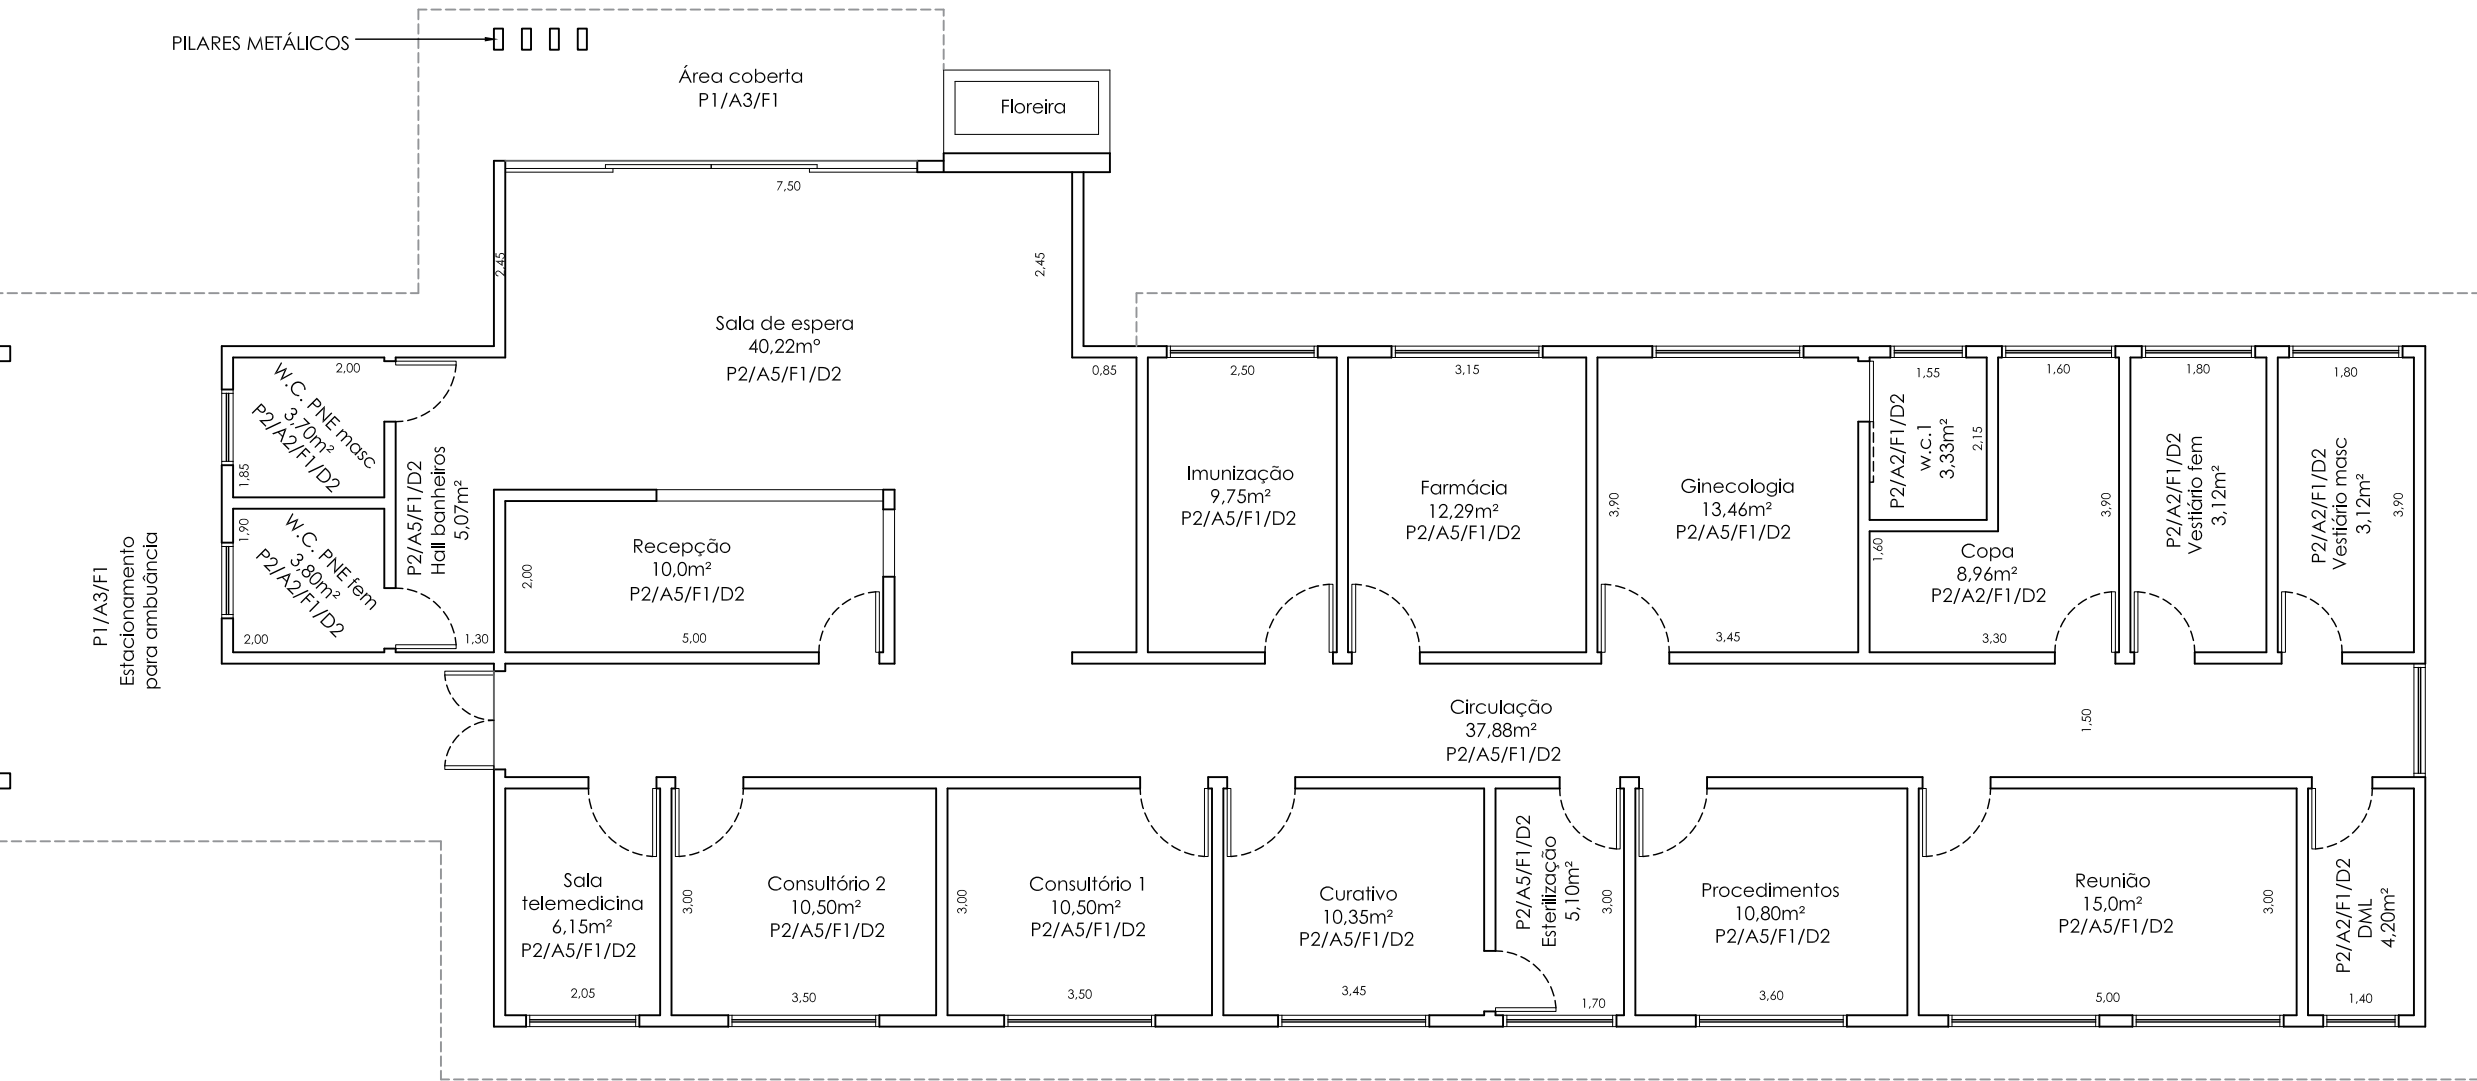 PILARES METÁLICOS
Área coberta
P1/A3/F1
Floreira
7,50
2,45
2,45
Sala de espera
40,22m°
P2/A5/F1/D2
2,00
W.C. PNE masc
3,70m²
P2/A2/F1/D2
1,85
P2/A5/F1/D2
Hall banheiros
5,07m²
1,90
W.C. PNE fem
3,80m²
P2/A2/F1/D2
2,00
1,30
P1/A3/F1
Estacionamento
para ambuância
Recepção
10,0m²
P2/A5/F1/D2
2,00
5,00
0,85
2,50
Imunização
9,75m²
P2/A5/F1/D2
3,15
Farmácia
12,29m²
P2/A5/F1/D2
3,90
Ginecologia
13,46m²
P2/A5/F1/D2
3,45
1,55
P2/A2/F1/D2
w.c.1
3,33m²
2,15
1,60
3,90
1,60
Copa
8,96m²
P2/A2/F1/D2
3,30
1,80
P2/A2/F1/D2
Vestiário fem
3,12m²
1,80
P2/A2/F1/D2
Vestiário masc
3,12m²
3,90
Circulação
37,88m²
P2/A5/F1/D2
1,50
Sala
telemedicina
6,15m²
P2/A5/F1/D2
2,05
3,00
Consultório 2
10,50m²
P2/A5/F1/D2
3,50
3,00
Consultório 1
10,50m²
P2/A5/F1/D2
3,50
Curativo
10,35m²
P2/A5/F1/D2
3,45
P2/A5/F1/D2
Esterilização
5,10m²
3,00
1,70
Procedimentos
10,80m²
P2/A5/F1/D2
3,60
Reunião
15,0m²
P2/A5/F1/D2
3,00
5,00
P2/A2/F1/D2
DML
4,20m²
1,40